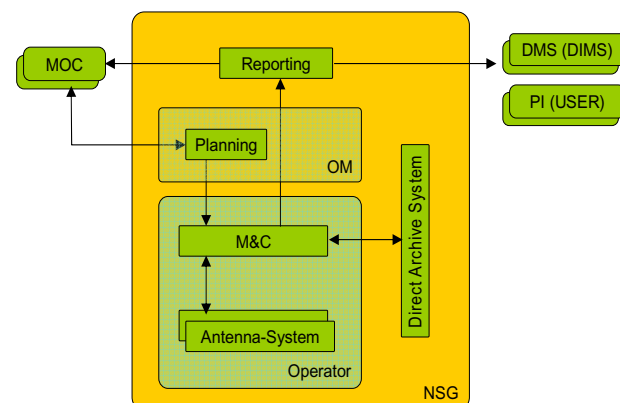 MOC
Reporting
DMS (DIMS)
PI (USER)
Planning
OM
M&C
Direct Archive System
Antenna-System
Operator
NSG